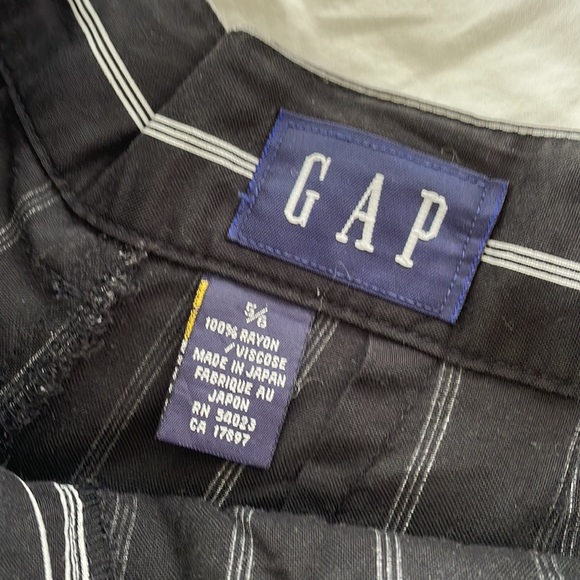 GAP
5/6
100% RAYON
/VISCOSE
MADE IN JAPAN
FABRIQUE AU
JAPON
RN 54023
CA 17897